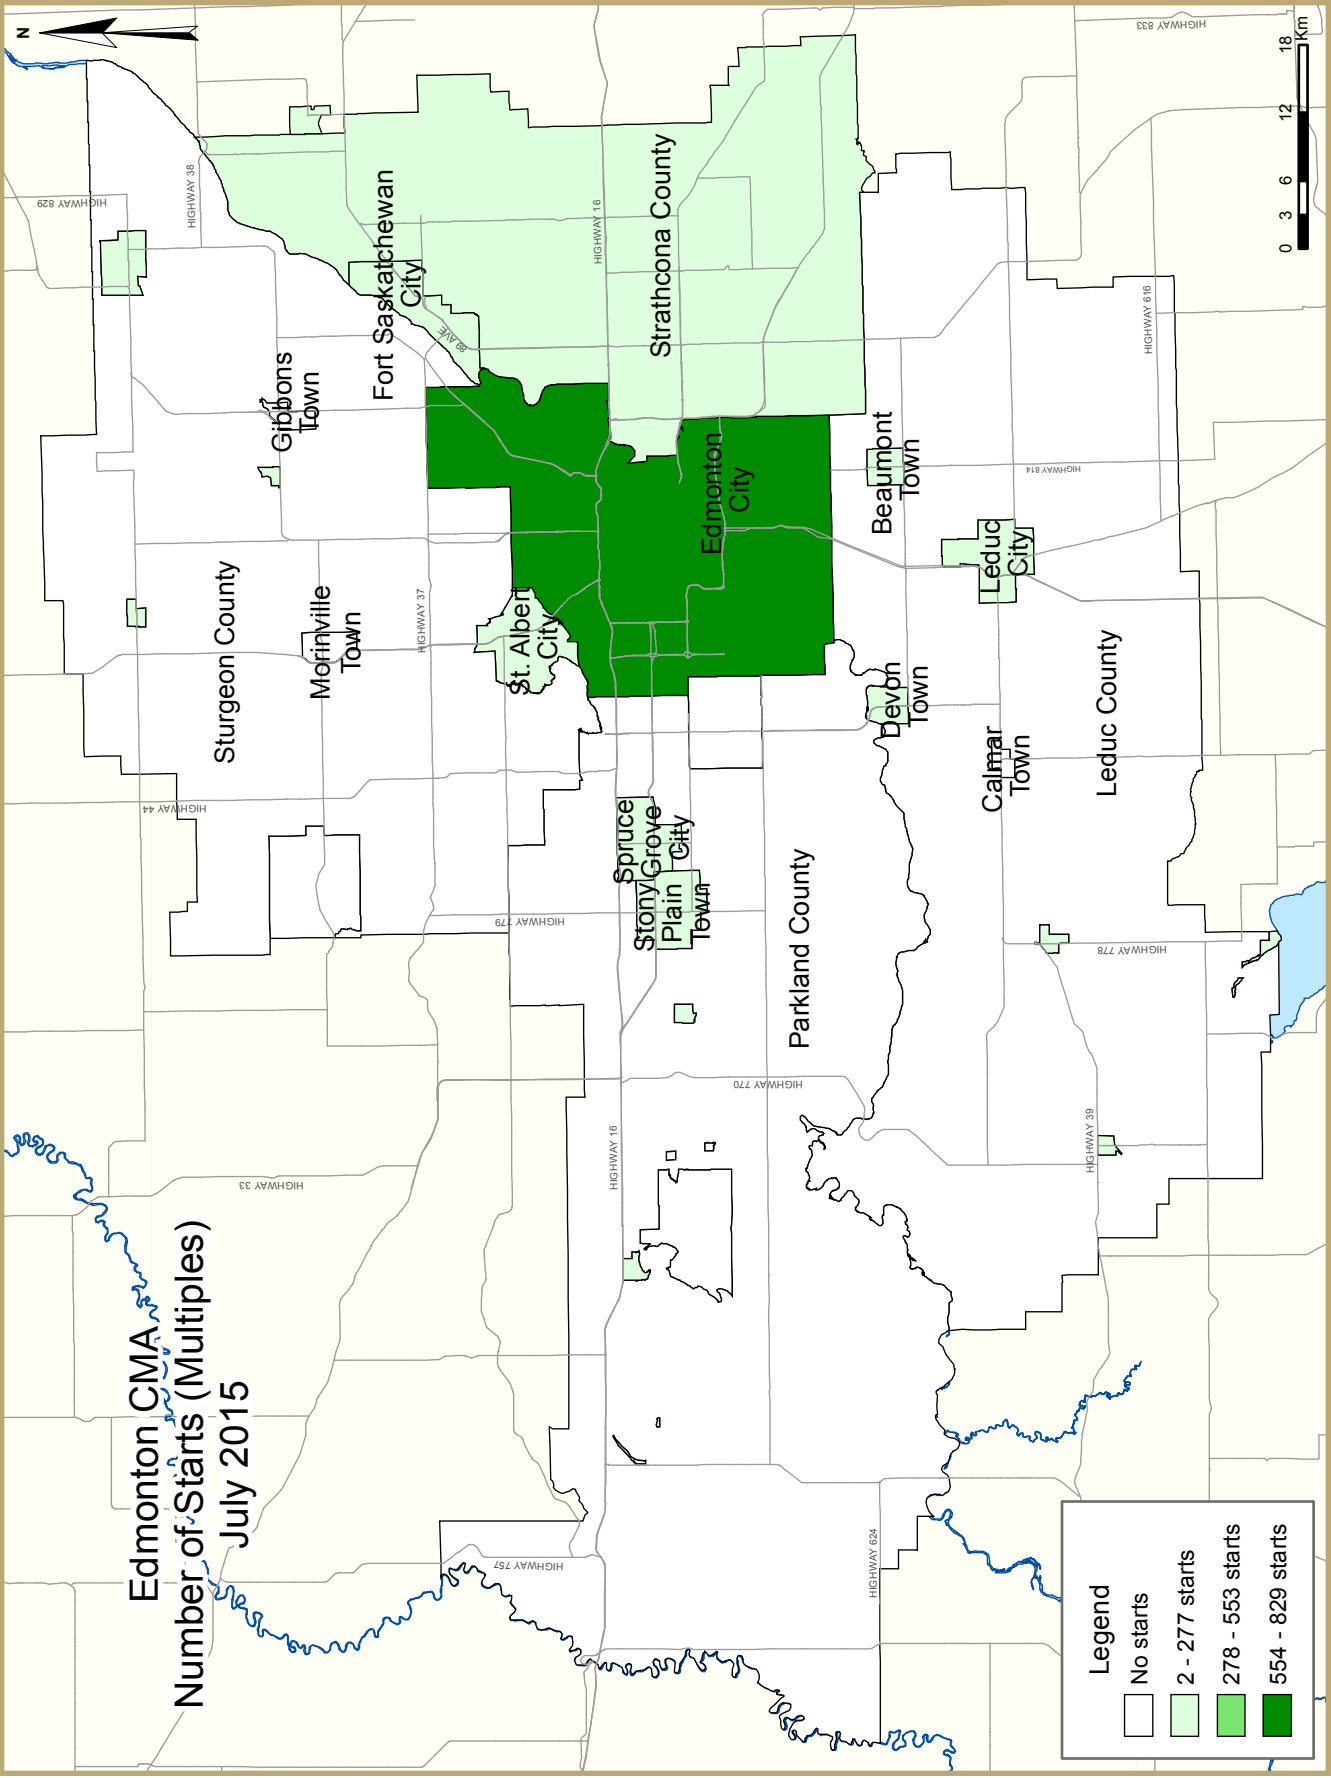 Edmonton CMA
Number of Starts (Multiples)
July 2015
N
HIGHWAY 829
HIGHWAY 38
HIGHWAY 833
Gibbons
Town
Fort Saskatchewan
City
89 AVE
Sturgeon County
Morinville
Town
HIGHWAY 37
HIGHWAY 44
St. Albert
City
HIGHWAY 16
Strathcona County
Edmonton
City
HIGHWAY 779
HIGHWAY 33
Spruce
Grove
City
Stony
Plain
Town
Parkland County
HIGHWAY 770
HIGHWAY 16
HIGHWAY 757
HIGHWAY 624
Beaumont
Town
HIGHWAY 814
HIGHWAY 616
Leduc
City
Devon
Town
Calmar
Town
Leduc County
HIGHWAY 778
HIGHWAY 39
Legend
No starts
2 - 277 starts
278 - 553 starts
554 - 829 starts
0 3 6 12 18
Km